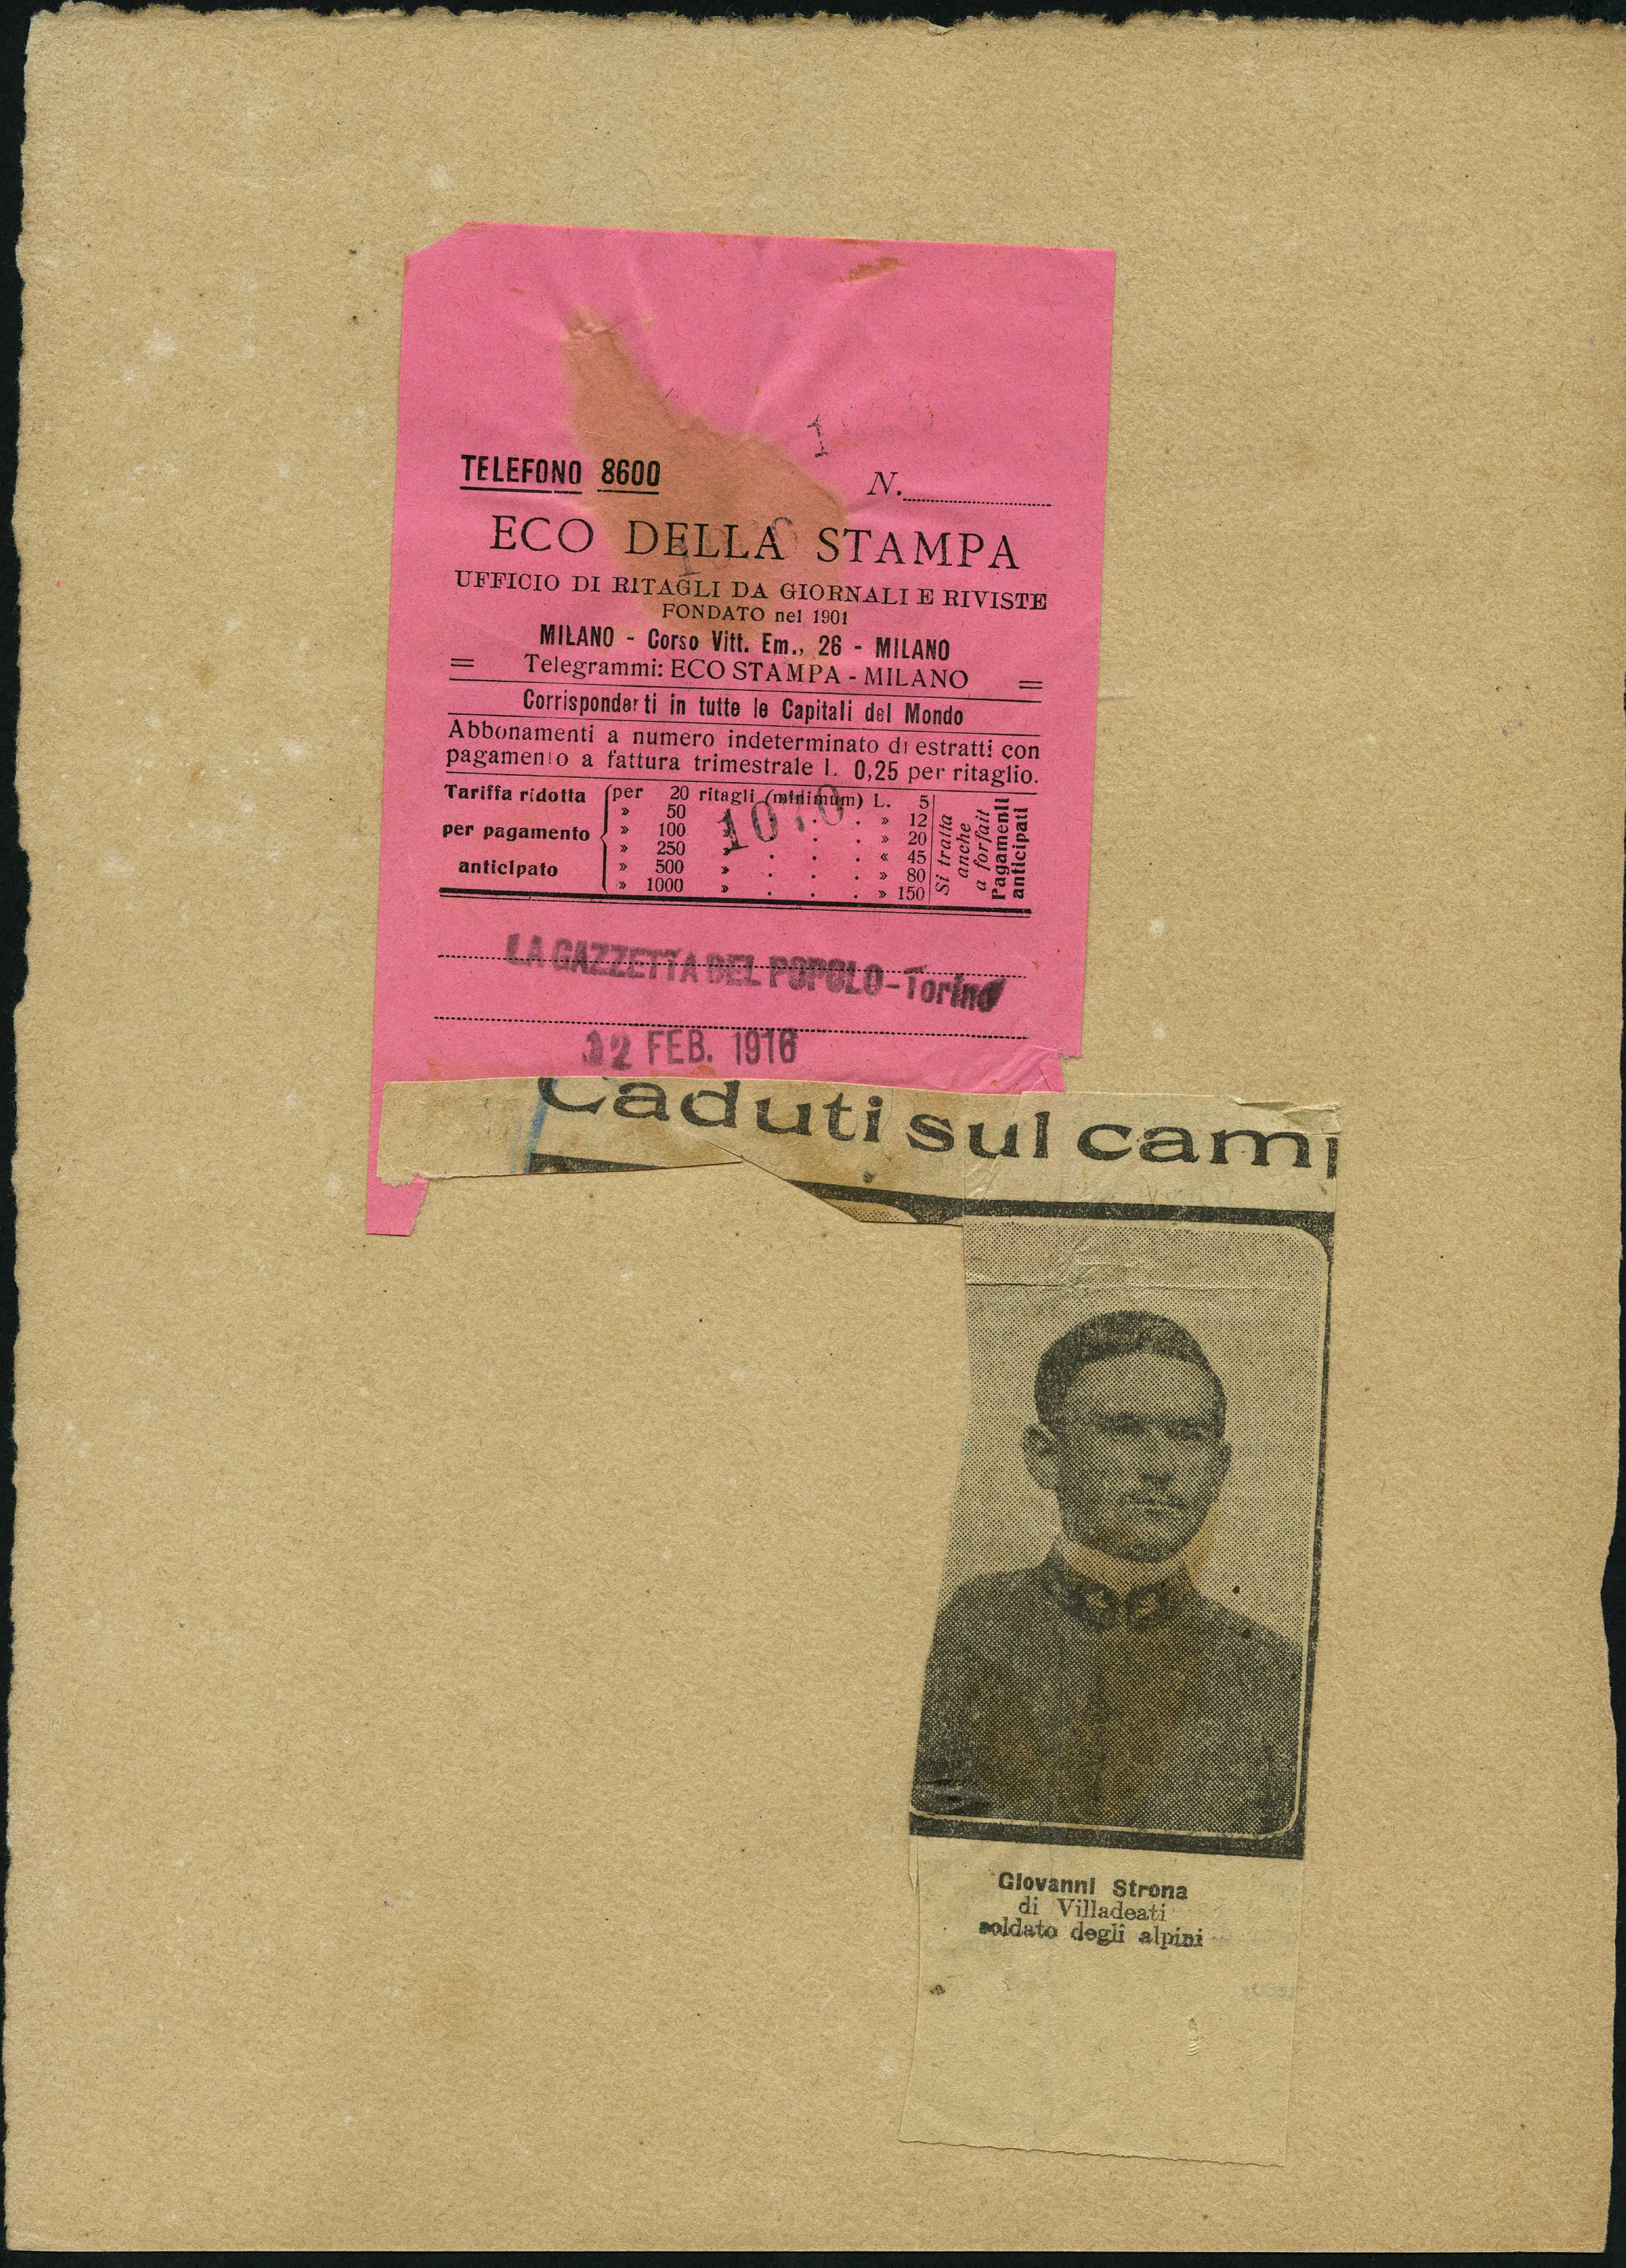 TELEFONO 8600
N.
ECO DELLA STAMPA
UFFICIO DI RITAGLI DA GIORNALI E RIVISTE
FONDATO nel 1901
MILANO - Corso Vitt. Em., 26 - MILANO
= Telegrammi: ECO STAMPA - MILANO =
Corrispondenti in tutte le Capitali del Mondo
Abbonamenti a numero indeterminato di estratti con
pagamento a fattura trimestrale L. 0,25 per ritaglio.
Tariffa ridotta
per pagamento
anticipato
per 20 ritagli (minimum) L. 5
» 50 » . . » 12
» 100 » . . » 20
» 250 » . . « 45
» 500 » . . » 80
» 1000 » . . » 150
Si tratta
anche
a forfait
Pagamenti
anticipati
LA GAZZETTA DEL POPOLO - Torino
12 FEB. 1916
Caduti sul cam
Giovanni Strona
di Villadeati
soldato degli alpini